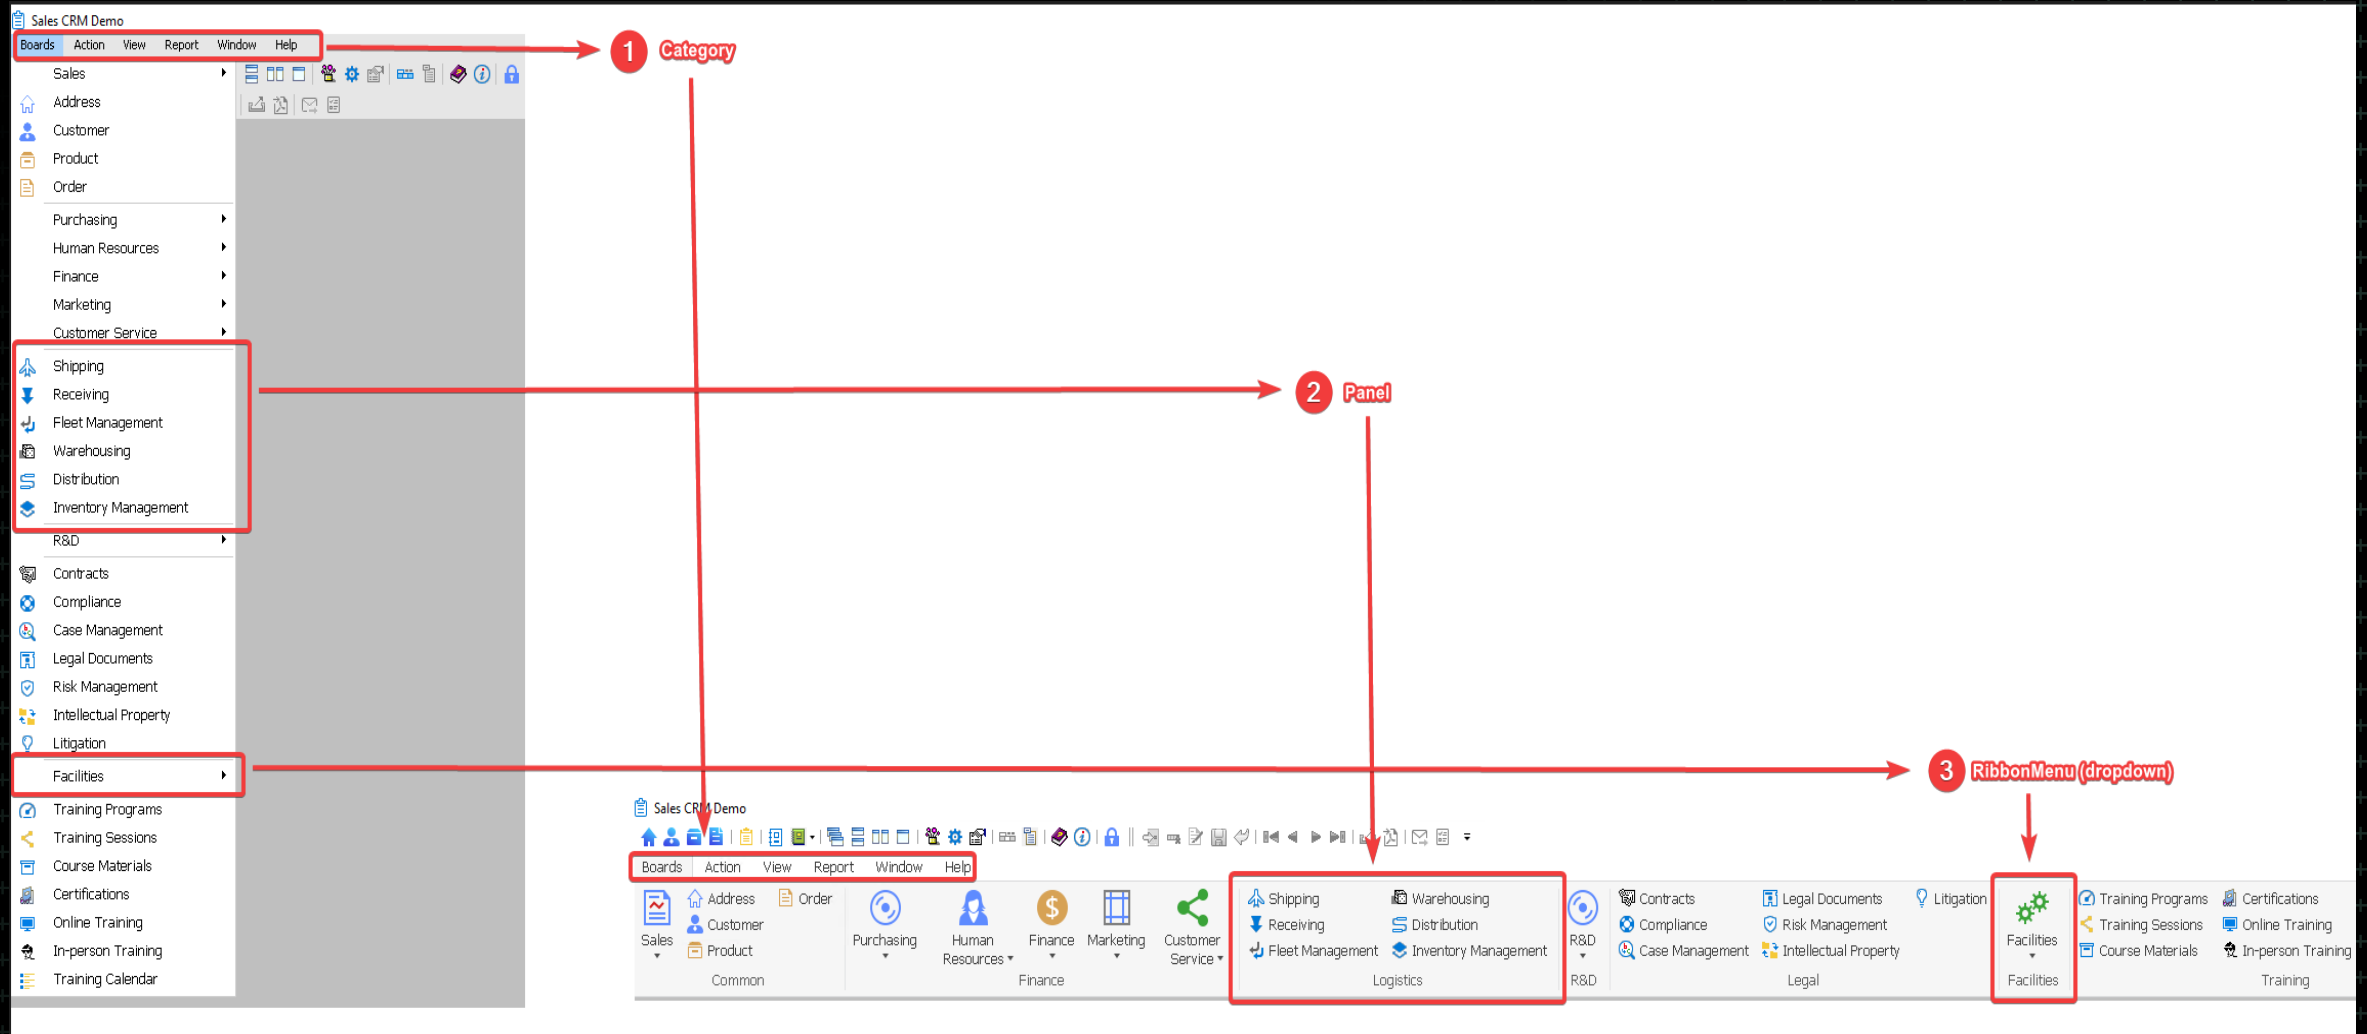 Sales CRM Demo
Boards Action View Report Window Help
1 Category
Sales
Address
Customer
Product
Order
Purchasing
Human Resources
Finance
Marketing
Customer Service
Shipping
Receiving
Fleet Management
Warehousing
Distribution
Inventory Management
2 Panel
R&D
Contracts
Compliance
Case Management
Legal Documents
Risk Management
Intellectual Property
Litigation
Facilities
3 RibbonMenu (dropdown)
Training Programs
Training Sessions
Course Materials
Certifications
Online Training
In-person Training
Training Calendar
Sales CRM Demo
Boards Action View Report Window Help
Sales
Address
Customer
Product
Order
Common
Purchasing
Human
Resources
Finance
Marketing
Customer
Service
Finance
Shipping
Receiving
Fleet Management
Warehousing
Distribution
Inventory Management
Logistics
R&D
R&D
Contracts
Compliance
Case Management
Legal Documents
Risk Management
Intellectual Property
Litigation
Legal
Facilities
Facilities
Training Programs
Training Sessions
Course Materials
Certifications
Online Training
In-person Training
Training